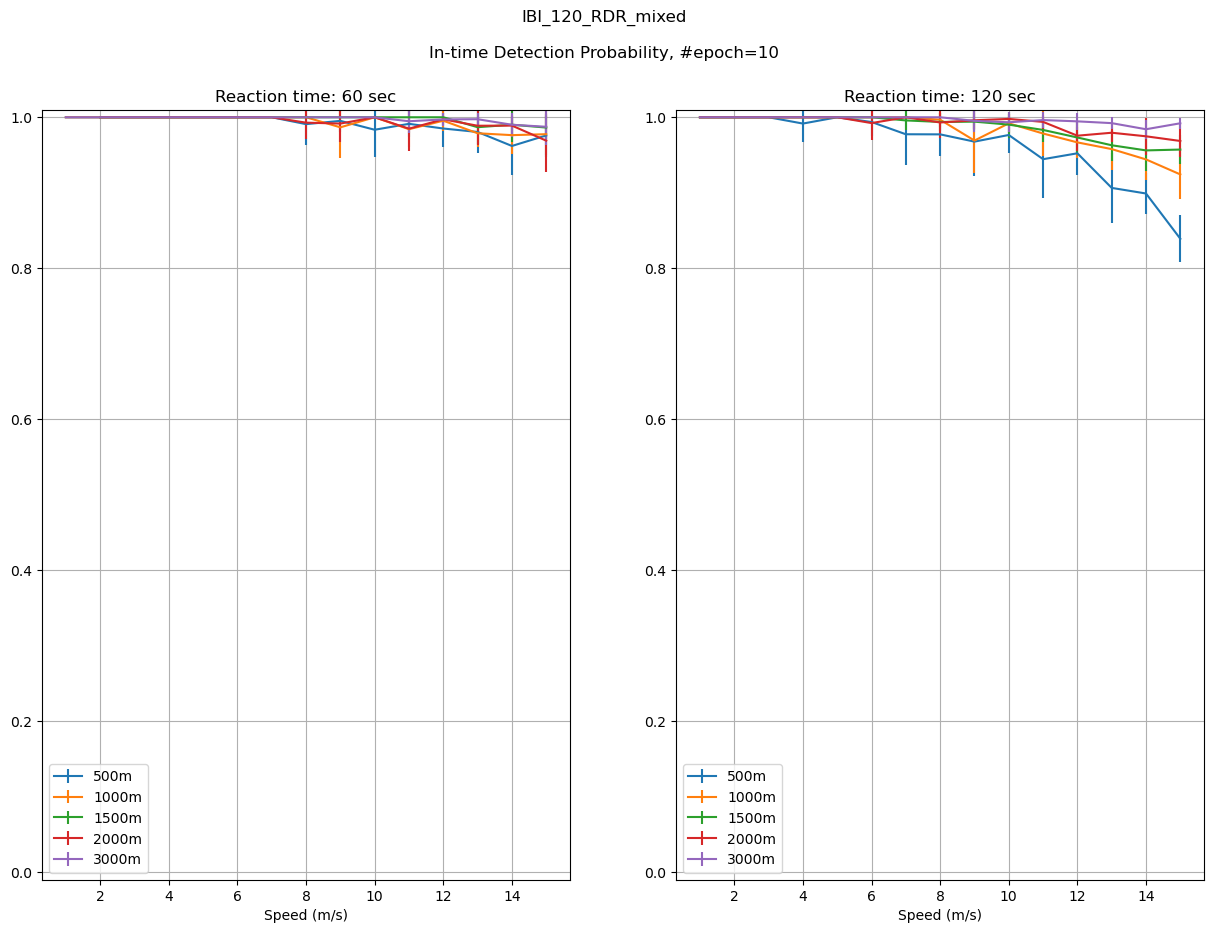 IBI_120_RDR_mixed
In-time Detection Probability, #epoch=10
Reaction time: 60 sec
1.0
0.8
0.6
0.4
0.2
0.0
500m
1000m
1500m
2000m
3000m
2 4 6 8 10 12 14
Speed (m/s)
Reaction time: 120 sec
1.0
0.8
0.6
0.4
0.2
0.0
500m
1000m
1500m
2000m
3000m
2 4 6 8 10 12 14
Speed (m/s)